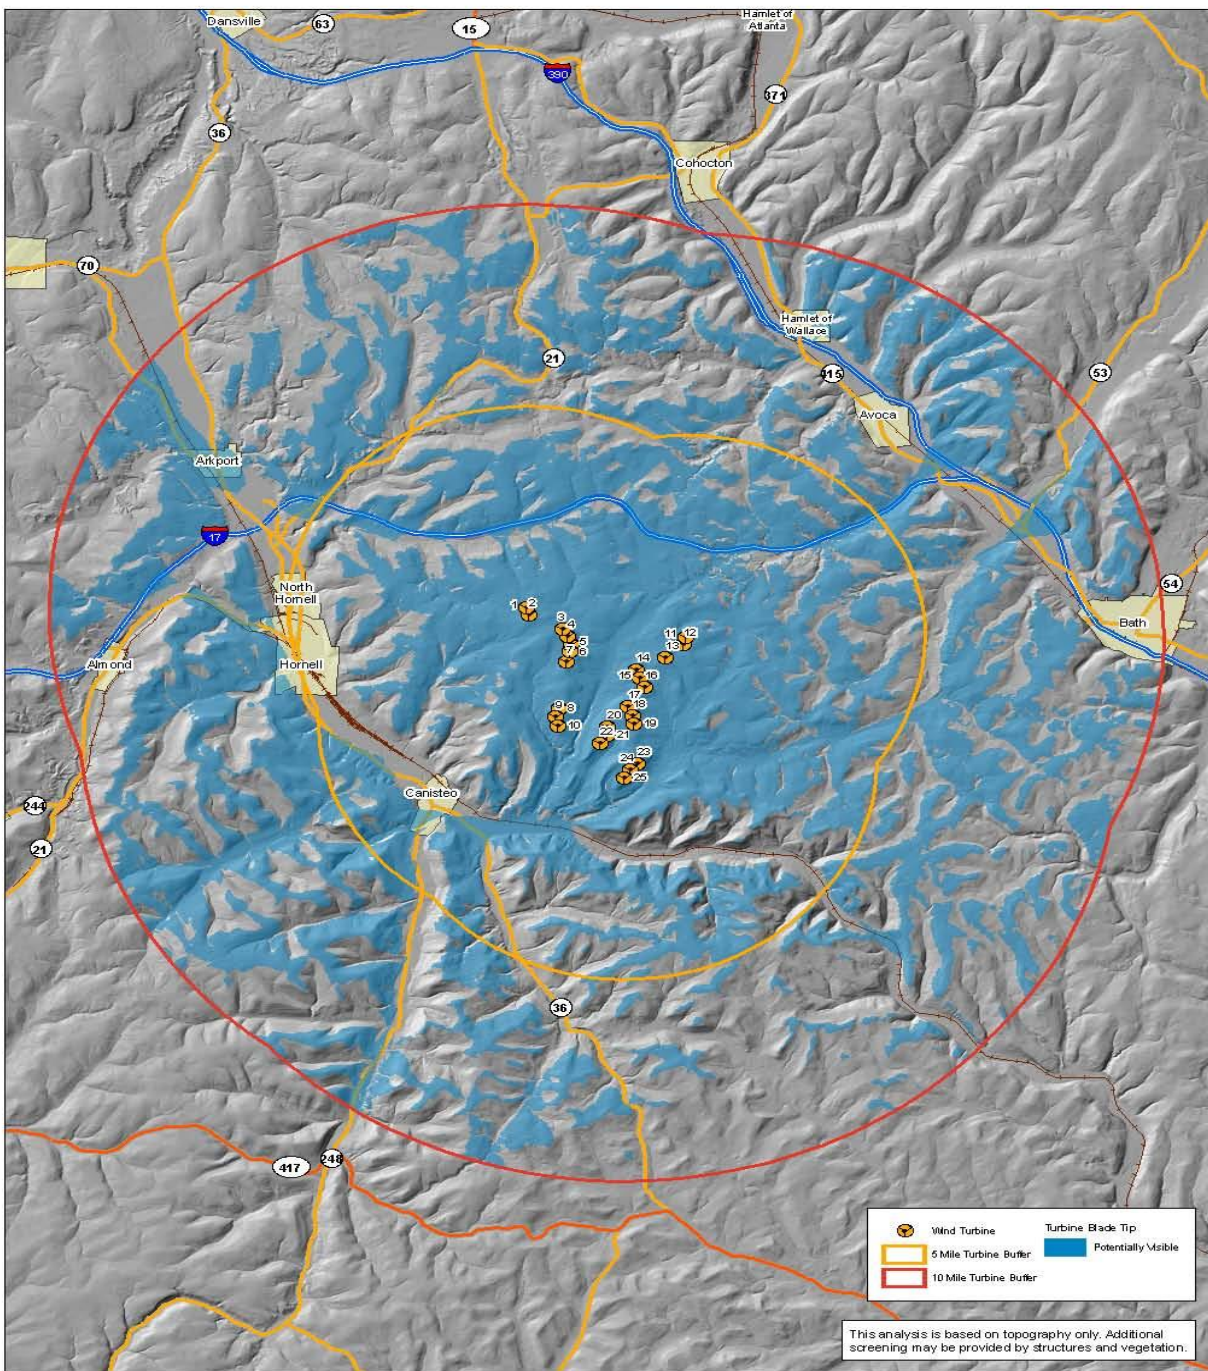 Dansville
63
15
Hamlet of
Atlanta
390
371
36
Cohocton
70
Hamlet of
Wallace
21
415
53
Avoca
Arkport
17
North
Hornell
54
Bath
Almond
Hornell
1
2
3
4
5
7
6
11
12
13
14
15
16
17
9
8
18
10
20
19
22
21
23
24
25
Canisteo
244
21
36
417
248
Wind Turbine
5 Mile Turbine Buffer
10 Mile Turbine Buffer
Turbine Blade Tip
Potentially Visible
This analysis is based on topography only. Additional
screening may be provided by structures and vegetation.